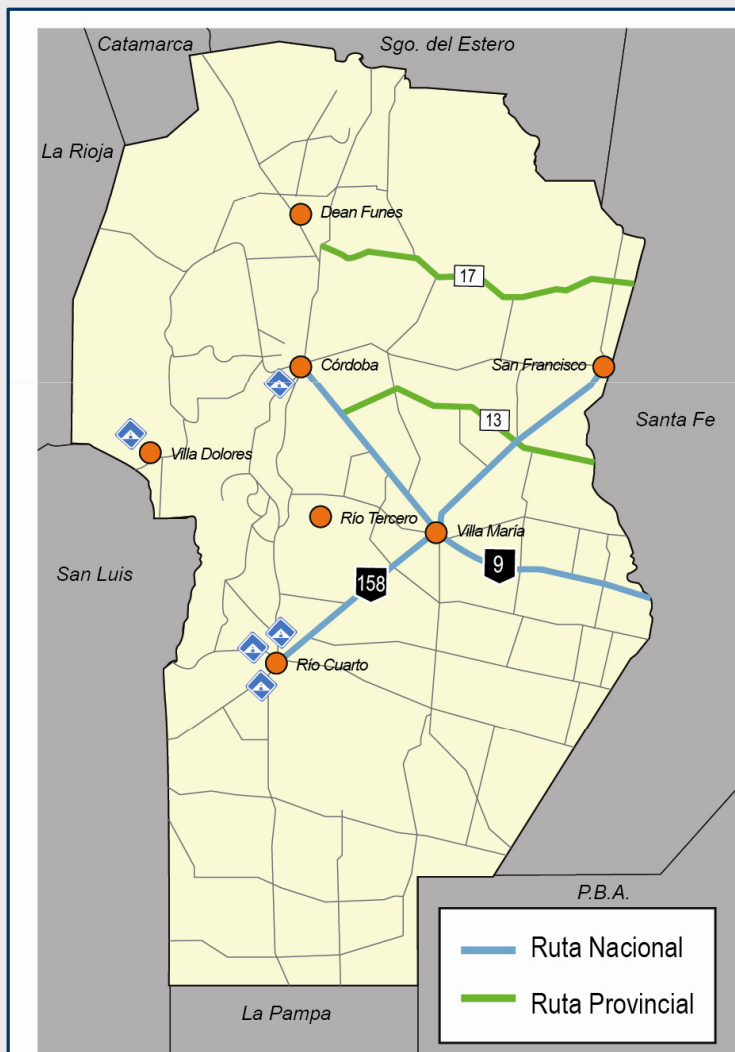 Catamarca
Sgo. del Estero
La Rioja
Dean Funes
17
Córdoba
San Francisco
13
Santa Fe
Villa Dolores
Río Tercero
Villa María
San Luis
9
158
Río Cuarto
P.B.A.
Ruta Nacional
Ruta Provincial
La Pampa